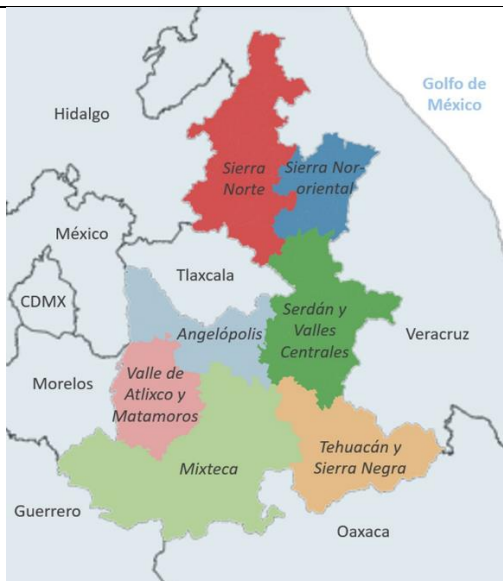 Golfo de
México
Hidalgo
Sierra
Norte
Sierra Nor-
oriental
México
Tlaxcala
CDMX
Angelópolis
Serdán y
Valles
Centrales
Veracruz
Morelos
Valle de
Atlixco y
Matamoros
Mixteca
Tehuacán y
Sierra Negra
Guerrero
Oaxaca